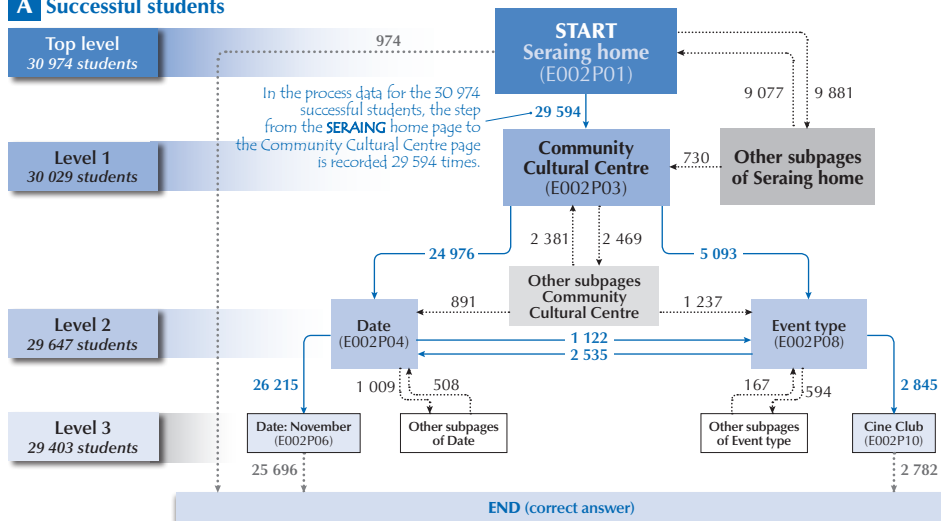 A Successful students
Top level
30 974 students
974
START
Seraing home
(E002P01)
In the process data for the 30 974
successful students, the step
from the SERAING home page to
the Community Cultural Centre page
is recorded 29 594 times.
29 594
9 077
9 881
Level 1
30 029 students
Community
Cultural Centre
(E002P03)
730
Other subpages
of Seraing home
24 976
2 381
2 469
5 093
Other subpages
Community
Cultural Centre
891
1 237
Level 2
29 647 students
Date
(E002P04)
1 122
2 535
Event type
(E002P08)
26 215
1 009
508
167
594
2 845
Level 3
29 403 students
Date: November
(E002P06)
Other subpages
of Date
Other subpages
of Event type
Cine Club
(E002P10)
25 696
2 782
END (correct answer)